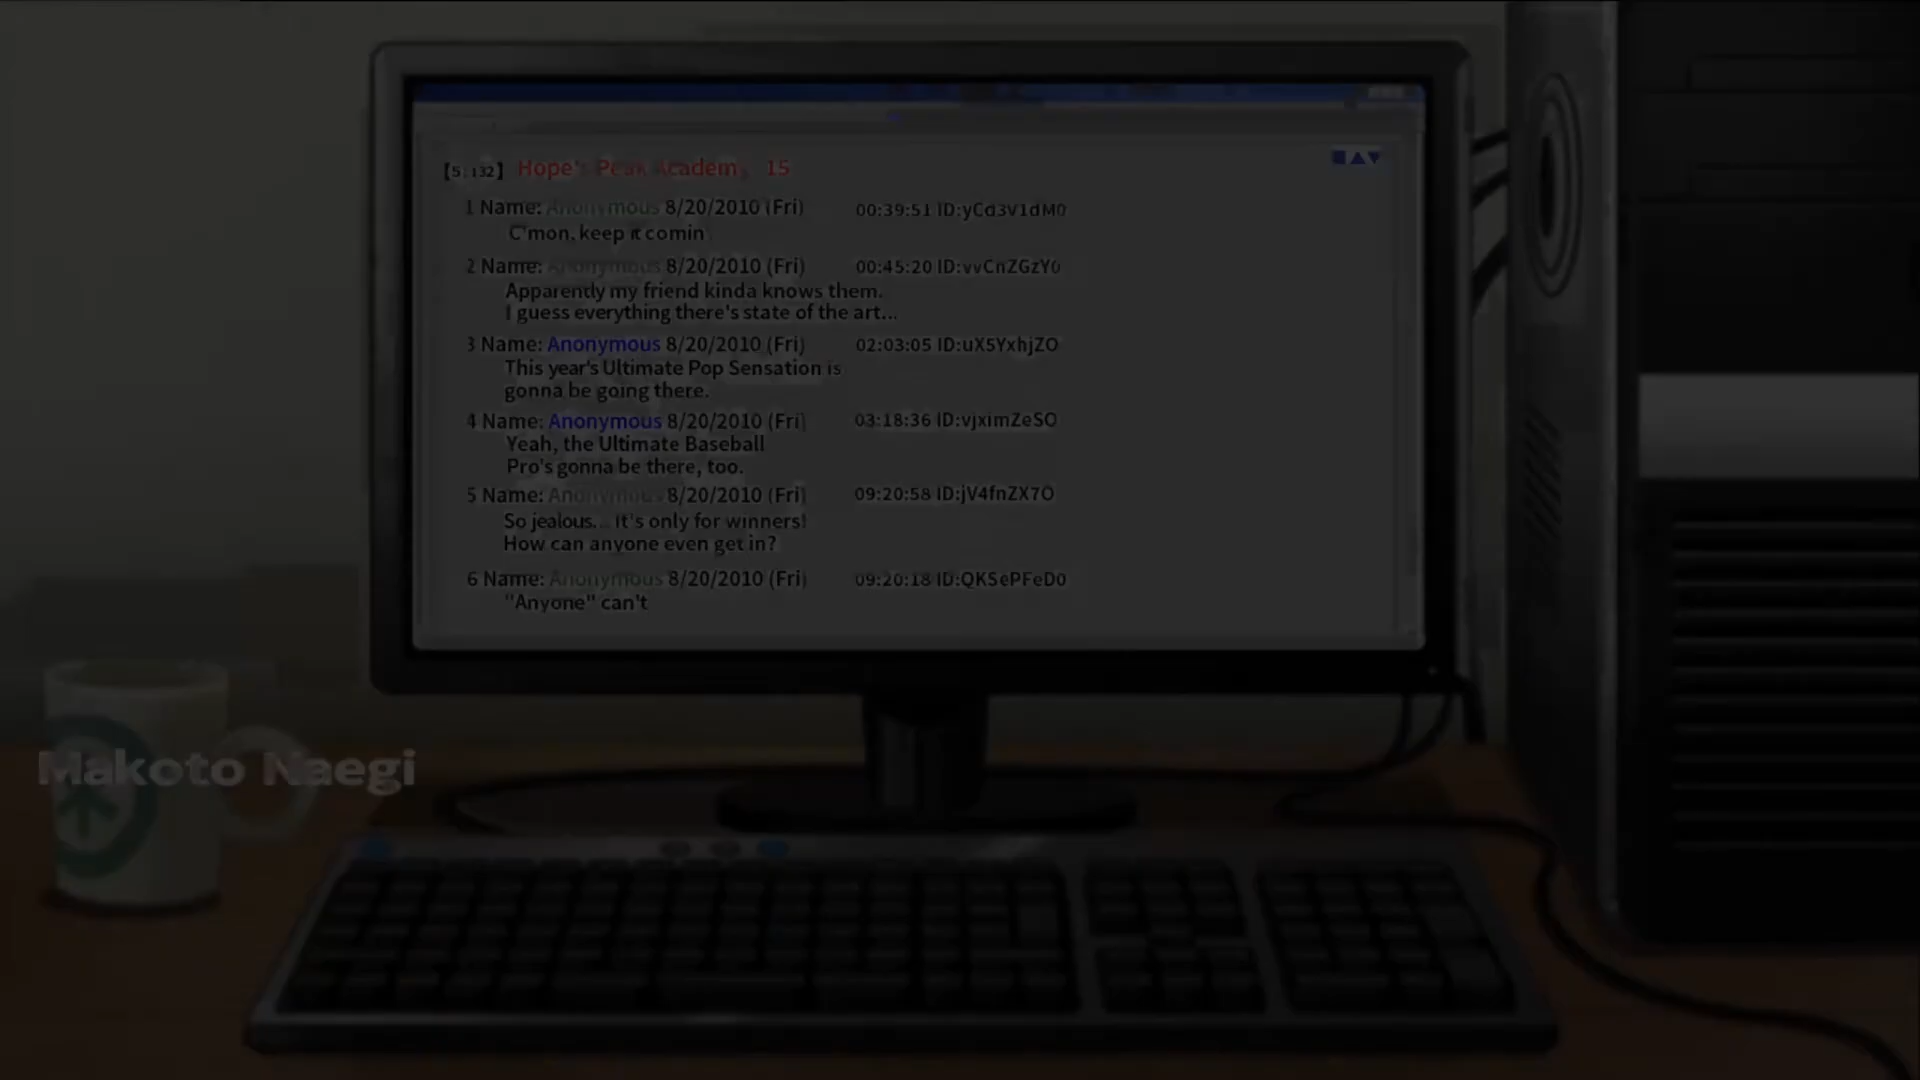 【5:132】 Hope's Peak Academy 15
1 Name: Anonymous 8/20/2010 (Fri) 00:39:51 ID:yCd3V1dM0
C'mon, keep it comin
2 Name: Anonymous 8/20/2010 (Fri) 00:45:20 ID:vvCnZGzY0
Apparently my friend kinda knows them.
I guess everything there's state of the art...
3 Name: Anonymous 8/20/2010 (Fri) 02:03:05 ID:uX5YxhjZO
This year's Ultimate Pop Sensation is
gonna be going there.
4 Name: Anonymous 8/20/2010 (Fri) 03:18:36 ID:vjximZeSO
Yeah, the Ultimate Baseball
Pro's gonna be there, too.
5 Name: Anonymous 8/20/2010 (Fri) 09:20:58 ID:jV4fnZX7O
So jealous... It's only for winners!
How can anyone even get in?
6 Name: Anonymous 8/20/2010 (Fri) 09:20:18 ID:QKSePFeD0
"Anyone" can't
Makoto Naegi